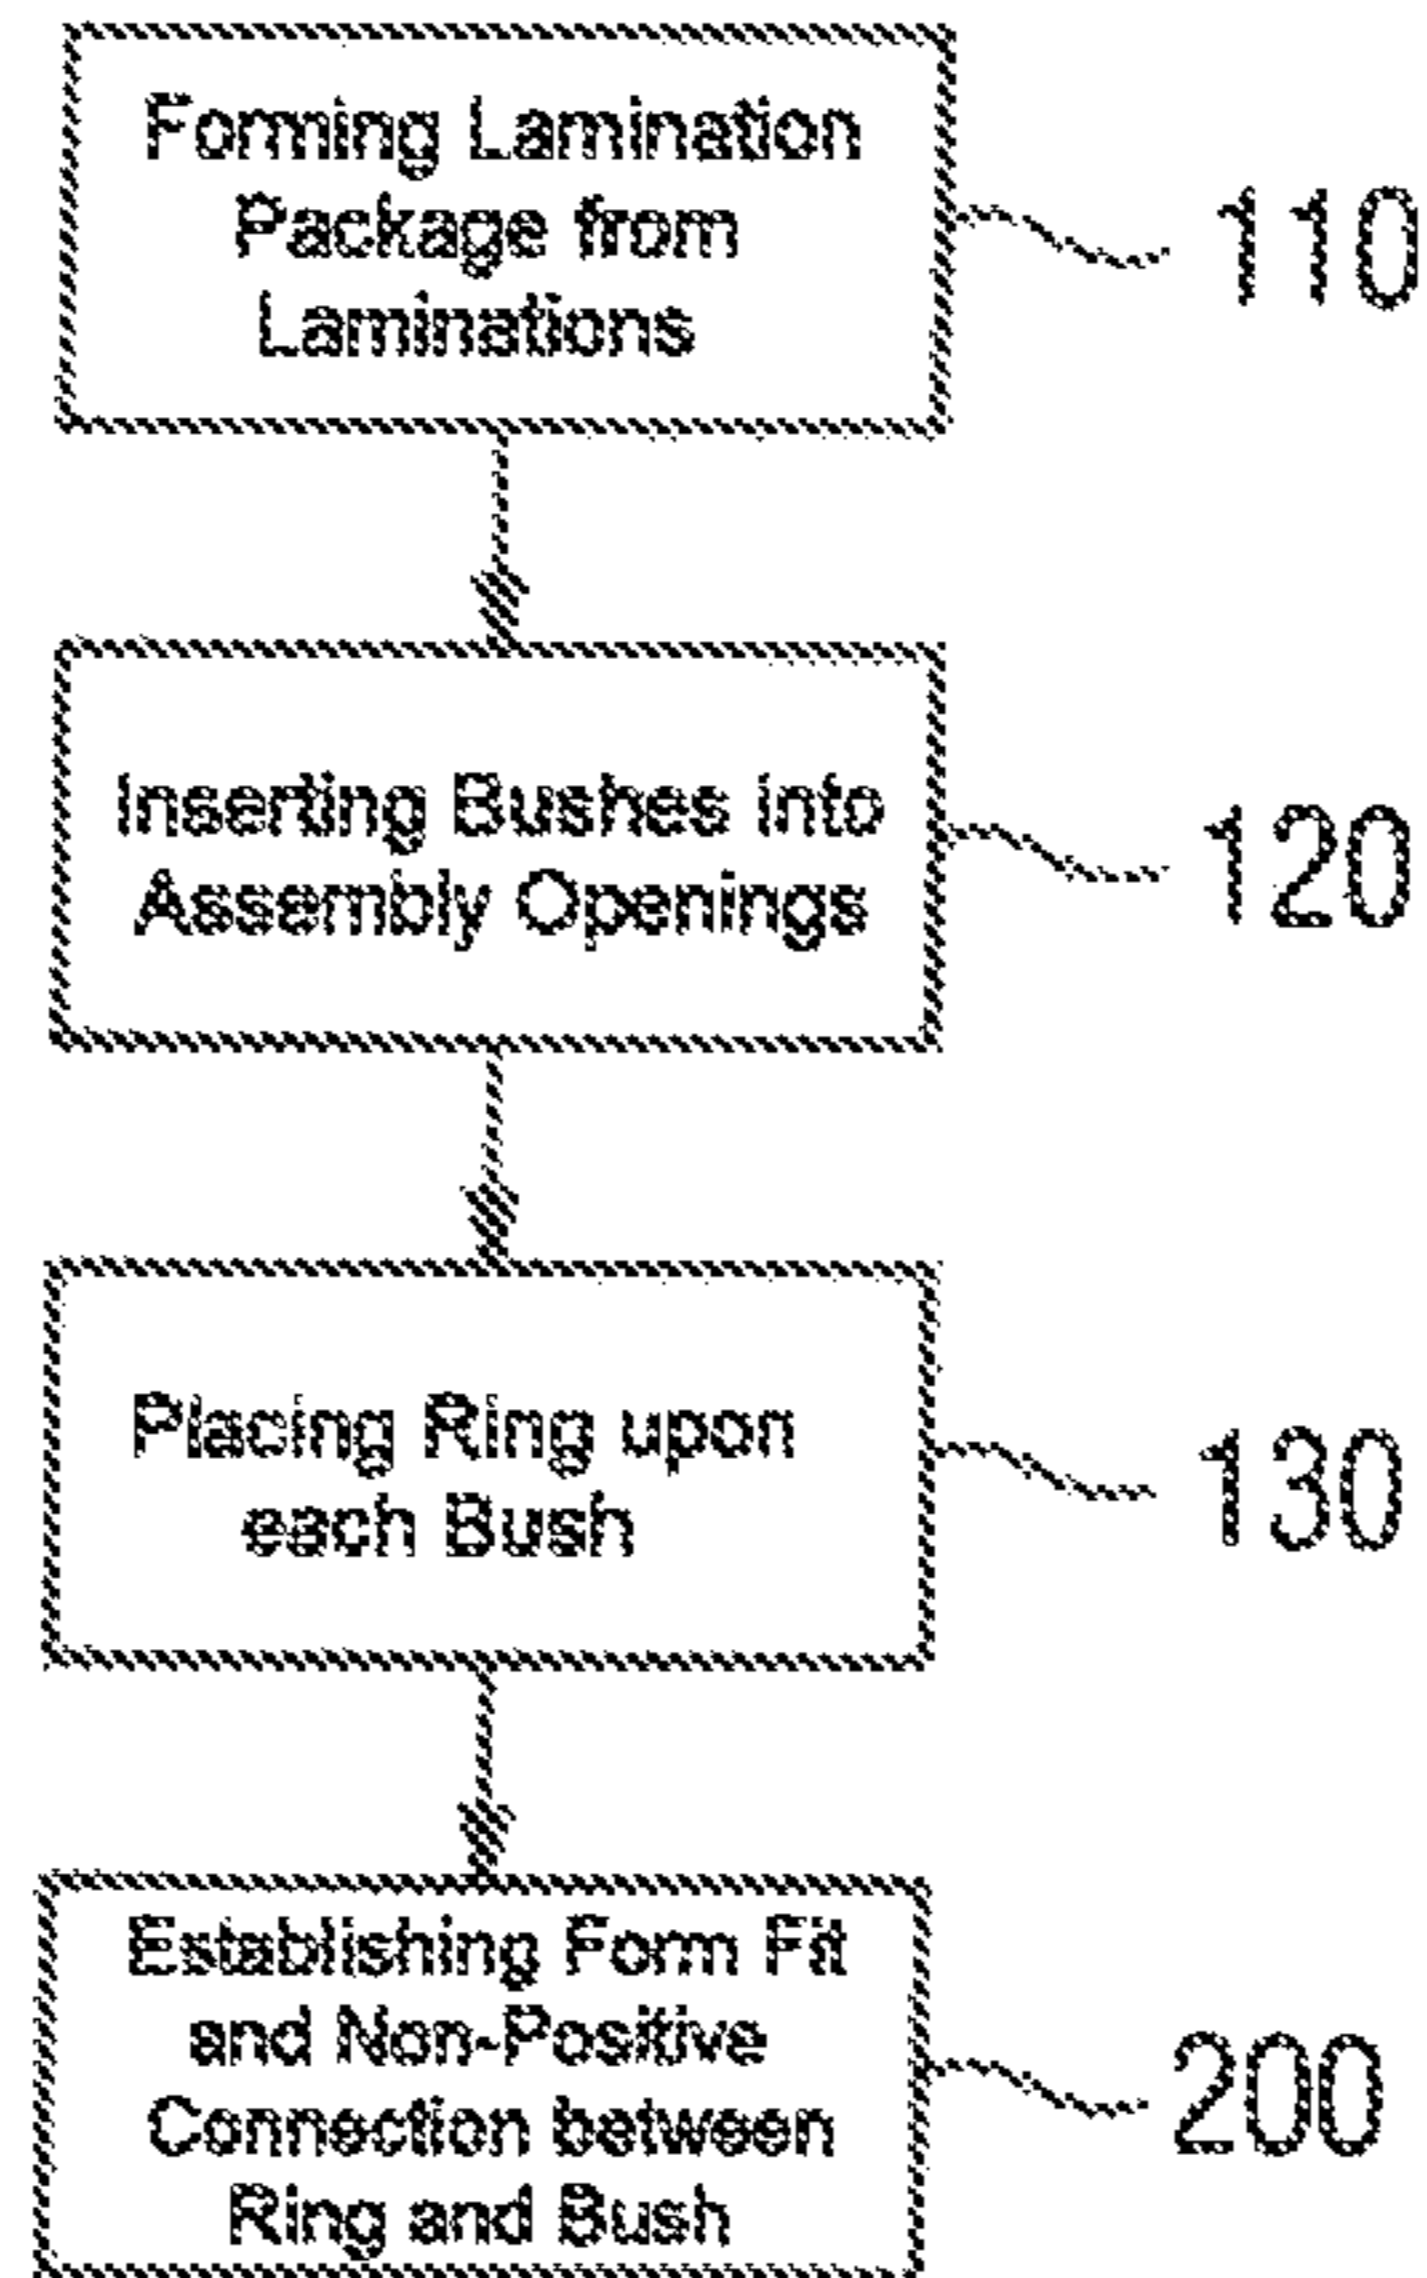 Forming Lamination
Package from
Laminations
110
Inserting Bushes into
Assembly Openings
120
Placing Ring upon
each Bush
130
Establishing Form Fit
and Non-Positive
Connection between
Ring and Bush
200